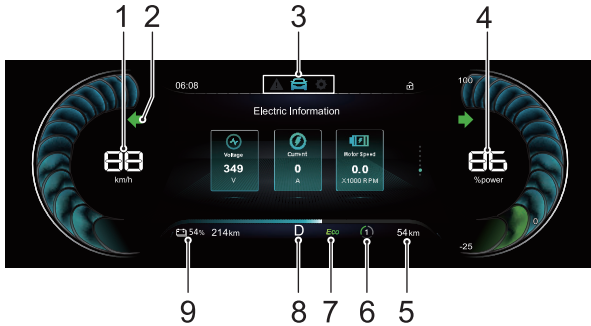 1 2 3 4
06:08
100
Electric Information
Voltage Current Motor Speed
88 86
349 0 0.0
km/h %power
V A X1000 RPM
0
54% 214km D Eco 1 54km
-25
9 8 7 6 5